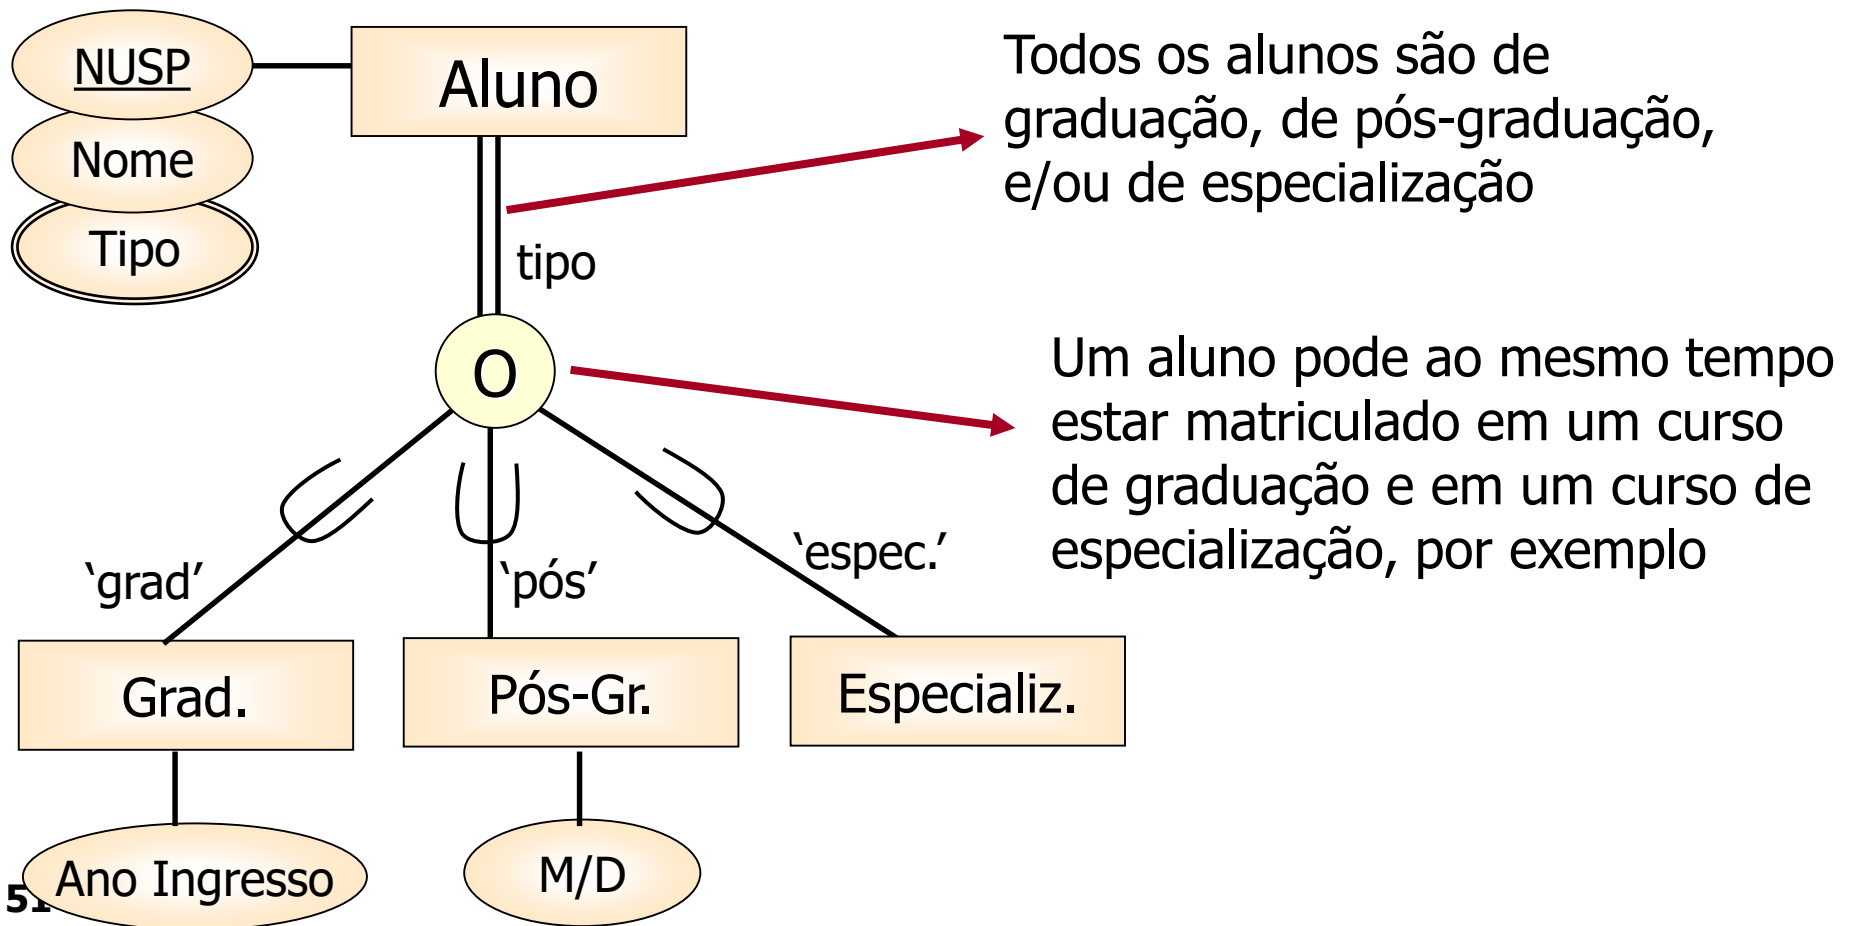 NUSP
Nome
Tipo
Aluno
tipo
O
Todos os alunos são de
graduação, de pós-graduação,
e/ou de especialização
Um aluno pode ao mesmo tempo
estar matriculado em um curso
de graduação e em um curso de
especialização, por exemplo
‘grad’
‘pós’
‘espec.’
Grad.
Pós-Gr.
Especializ.
Ano Ingresso
M/D
51